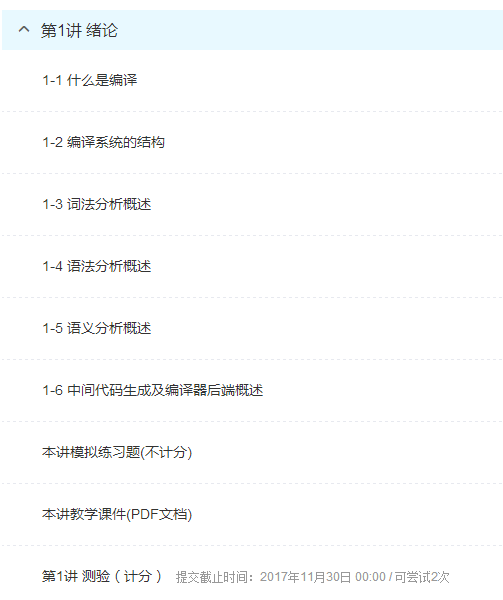 第1讲 绪论
1-1 什么是编译
1-2 编译系统的结构
1-3 词法分析概述
1-4 语法分析概述
1-5 语义分析概述
1-6 中间代码生成及编译器后端概述
本讲模拟练习题(不计分)
本讲教学课件(PDF文档)
第1讲 测验（计分） 提交截止时间：2017年11月30日 00:00 / 可尝试2次